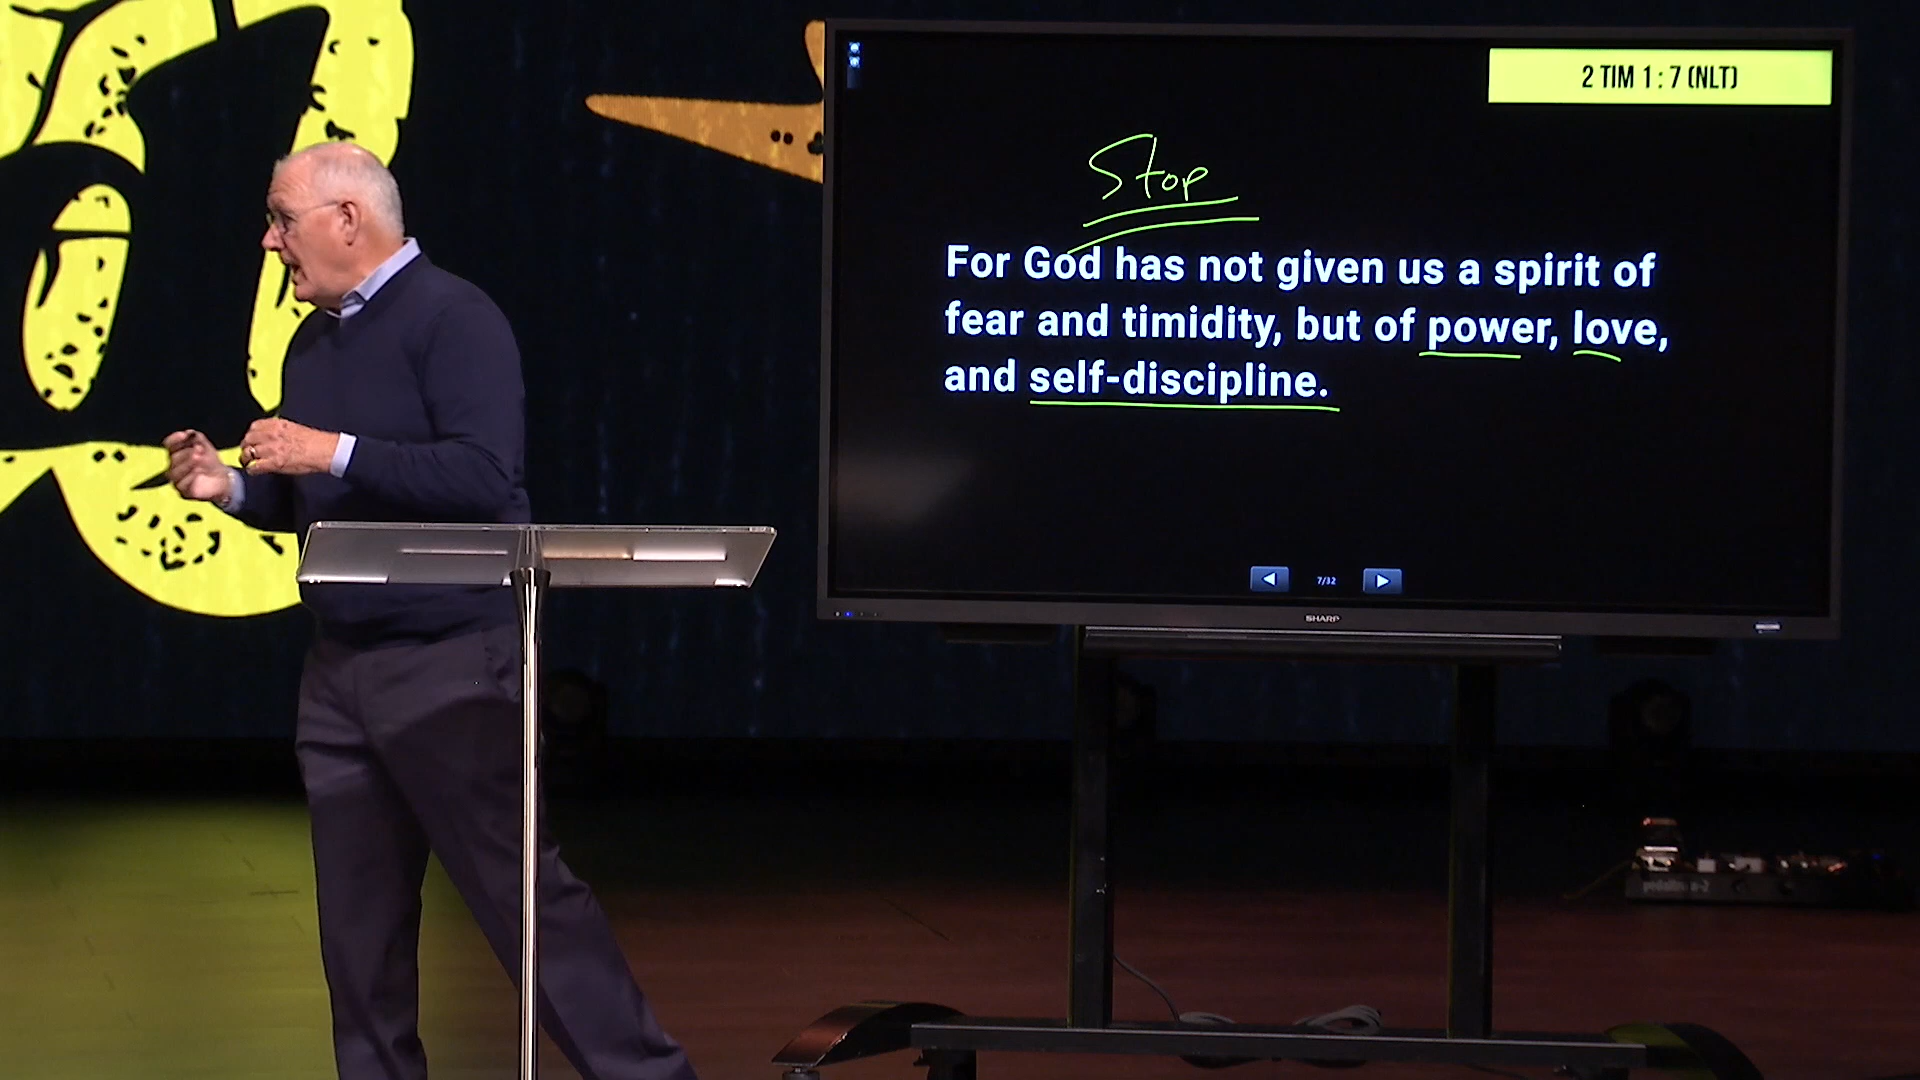 2 TIM 1 : 7 (NLT)
Stop
For God has not given us a spirit of
fear and timidity, but of power, love,
and self-discipline.
7/32
SHARP